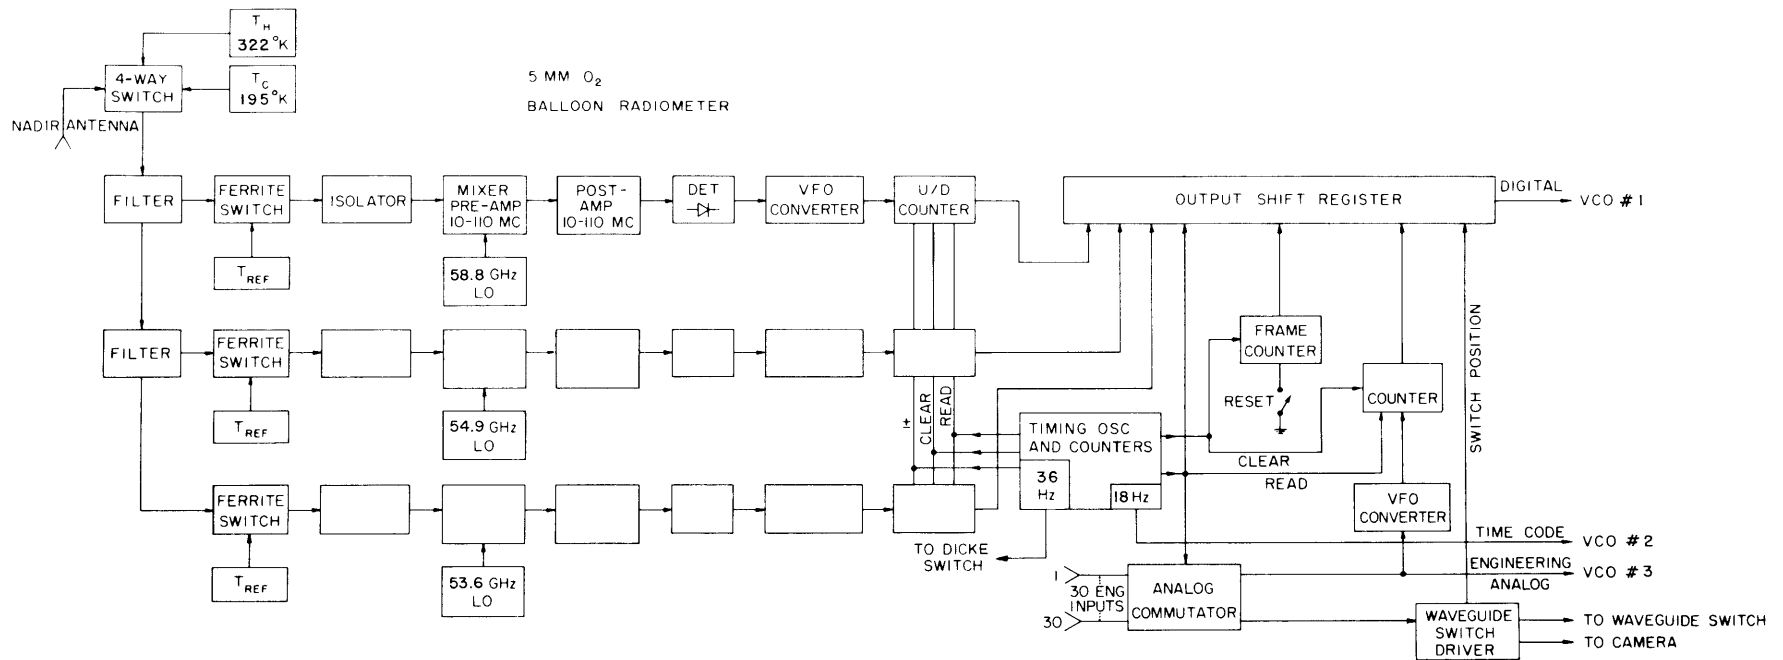 T_H
322°K
4-WAY
SWITCH
T_C
195°K
5 MM O₂
BALLOON RADIOMETER
NADIR ANTENNA
FILTER
FERRITE
SWITCH
ISOLATOR
MIXER
PRE-AMP
10-110 MC
POST-
AMP
10-110 MC
DET
VFO
CONVERTER
U/D
COUNTER
OUTPUT SHIFT REGISTER
DIGITAL
VCO #1
T_REF
58.8 GHz
LO
FILTER
FERRITE
SWITCH
T_REF
54.9 GHz
LO
±
CLEAR
READ
FRAME
COUNTER
RESET
COUNTER
SWITCH POSITION
TIMING OSC
AND COUNTERS
36
Hz
18 Hz
CLEAR
READ
VFO
CONVERTER
FERRITE
SWITCH
T_REF
53.6 GHz
LO
TO DICKE
SWITCH
TIME CODE
VCO #2
1
30 ENG
INPUTS
30
ANALOG
COMMUTATOR
ENGINEERING
ANALOG
VCO #3
WAVEGUIDE
SWITCH
DRIVER
TO WAVEGUIDE SWITCH
TO CAMERA